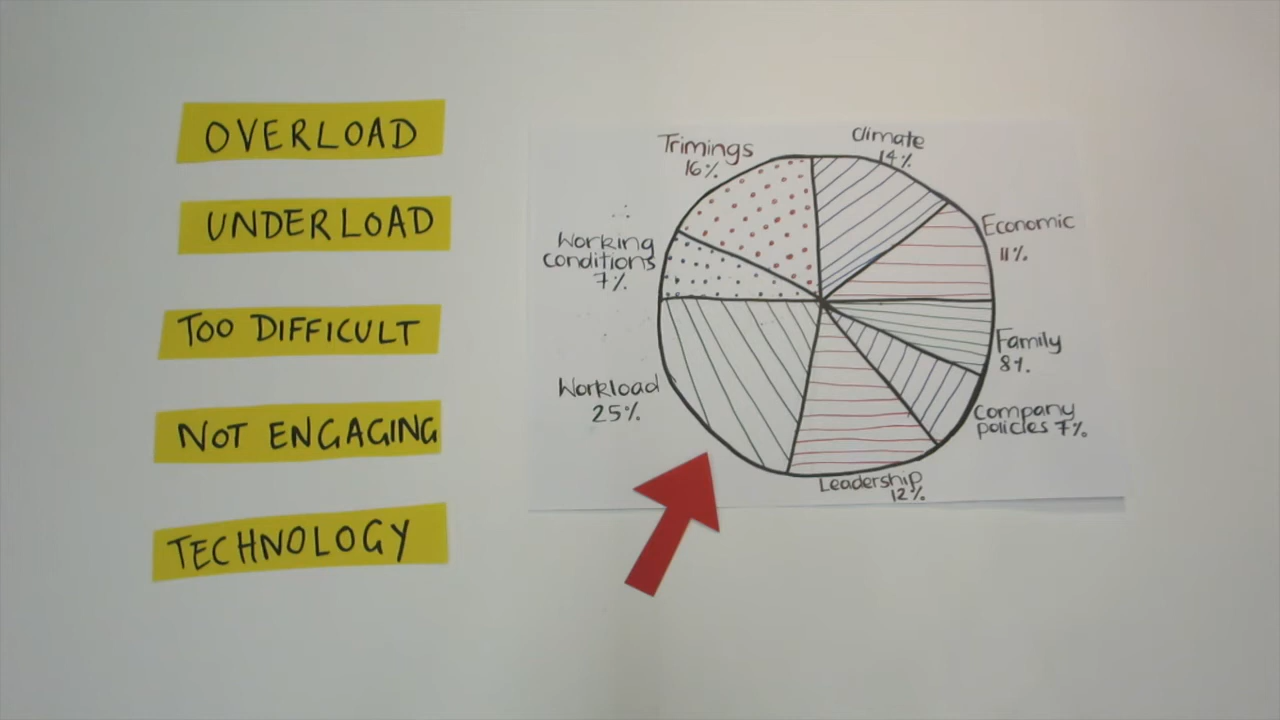 OVERLOAD
UNDERLOAD
TOO DIFFICULT
NOT ENGAGING
TECHNOLOGY
Trimings
16%
Climate
14%
Economic
11%
Family
8%
Company
policies 7%
Leadership
12%
Workload
25%
Working
conditions
7%